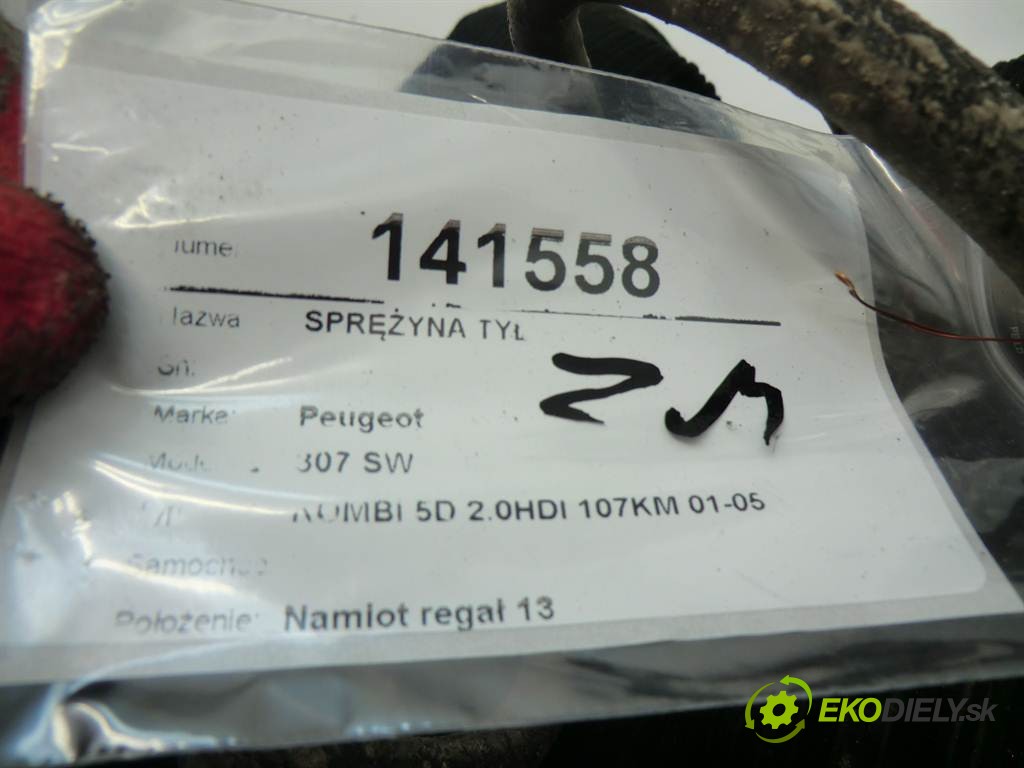 141558
SPRĘŻYNA TYŁ
Marka: Peugeot
307 SW
KOMBI 5D 2.0HDI 107KM 01-05
Położenie: Namiot regał 13
EKODIELY.sk